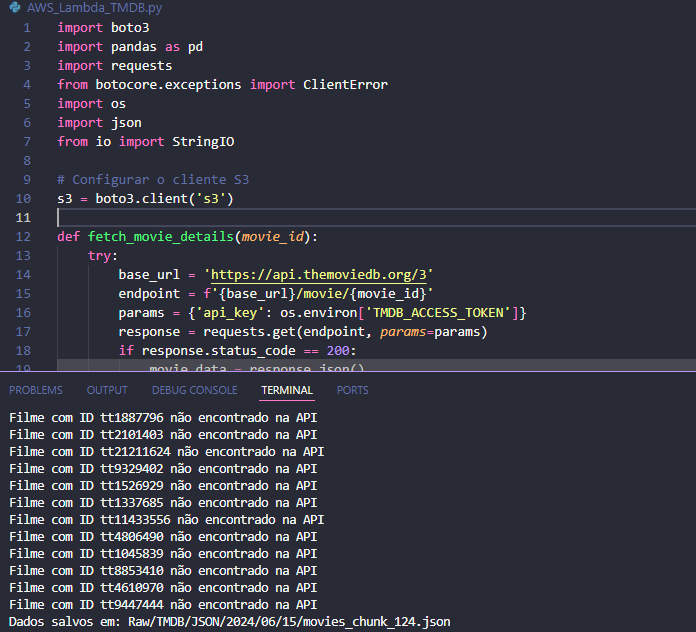 AWS_Lambda_TMDB.py
1 import boto3
2 import pandas as pd
3 import requests
4 from botocore.exceptions import ClientError
5 import os
6 import json
7 from io import StringIO
8
9 # Configurar o cliente S3
10 s3 = boto3.client('s3')
11
12 def fetch_movie_details(movie_id):
13 try:
14 base_url = 'https://api.themoviedb.org/3'
15 endpoint = f'{base_url}/movie/{movie_id}'
16 params = {'api_key': os.environ['TMDB_ACCESS_TOKEN']}
17 response = requests.get(endpoint, params=params)
18 if response.status_code == 200:
19 movie_data = response.json()
PROBLEMS OUTPUT DEBUG CONSOLE TERMINAL PORTS
Filme com ID tt1887796 não encontrado na API
Filme com ID tt2101403 não encontrado na API
Filme com ID tt21211624 não encontrado na API
Filme com ID tt9329402 não encontrado na API
Filme com ID tt1526929 não encontrado na API
Filme com ID tt1337685 não encontrado na API
Filme com ID tt11433556 não encontrado na API
Filme com ID tt4806490 não encontrado na API
Filme com ID tt1045839 não encontrado na API
Filme com ID tt8853410 não encontrado na API
Filme com ID tt4610970 não encontrado na API
Filme com ID tt9447444 não encontrado na API
Dados salvos em: Raw/TMDB/JSON/2024/06/15/movies_chunk_124.json